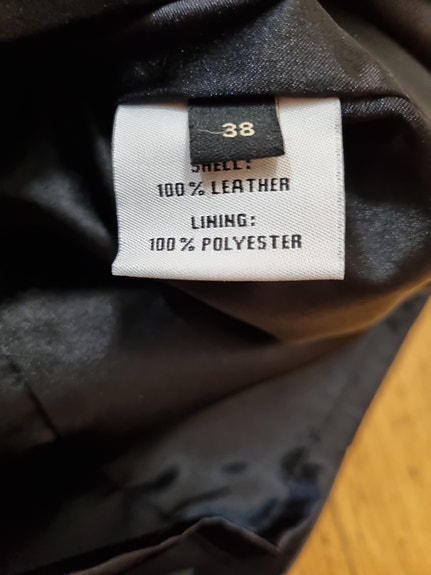 38
SHELL:
100% LEATHER
LINING:
100% POLYESTER